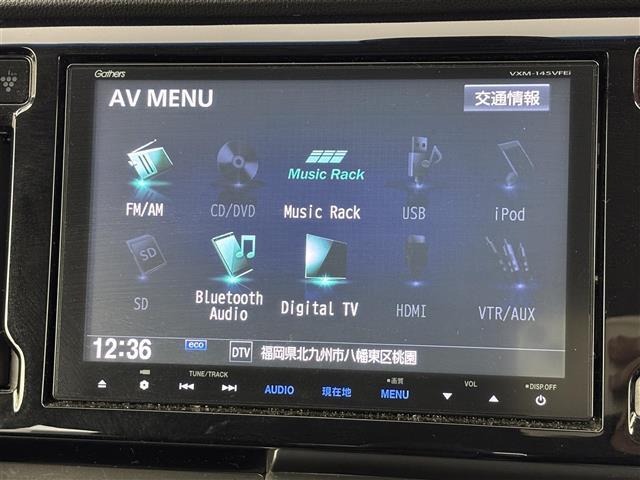 Gathers
VXM-145VFEi
AV MENU
交通情報
Music Rack
FM/AM
CD/DVD
Music Rack
USB
iPod
SD
SD
Bluetooth
Audio
Digital TV
HDMI
VTR/AUX
12:36
eco
DTV
福岡県北九州市八幡東区桃園
TUNE/TRACK
AUDIO
現在地
画質
MENU
VOL
DISP.OFF